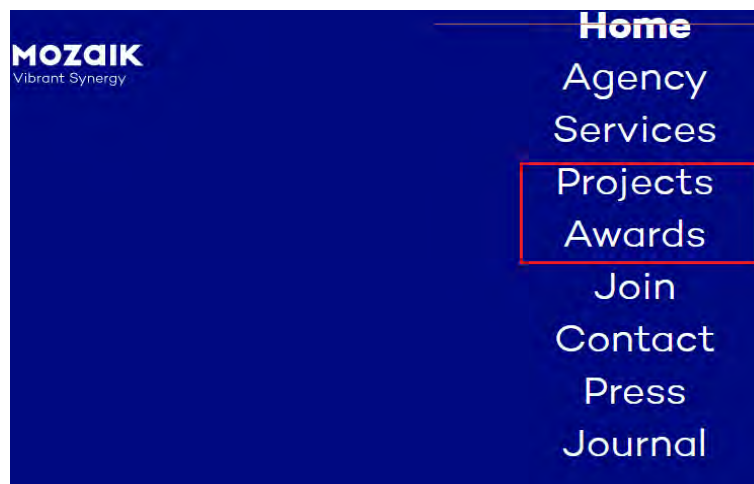 Home
MOZAIK
Vibrant Synergy
Agency
Services
Projects
Awards
Join
Contact
Press
Journal